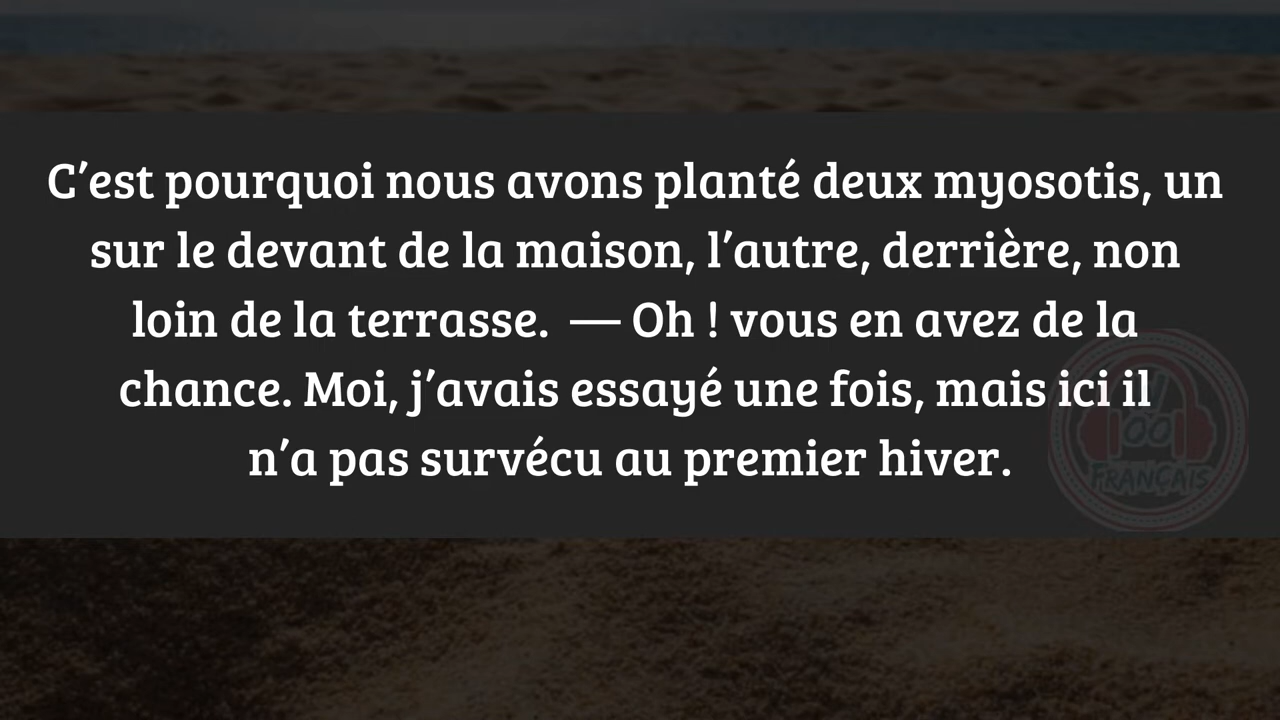 C’est pourquoi nous avons planté deux myosotis, un
sur le devant de la maison, l’autre, derrière, non
loin de la terrasse. — Oh ! vous en avez de la
chance. Moi, j’avais essayé une fois, mais ici il
n’a pas survécu au premier hiver.
FRANÇAIS